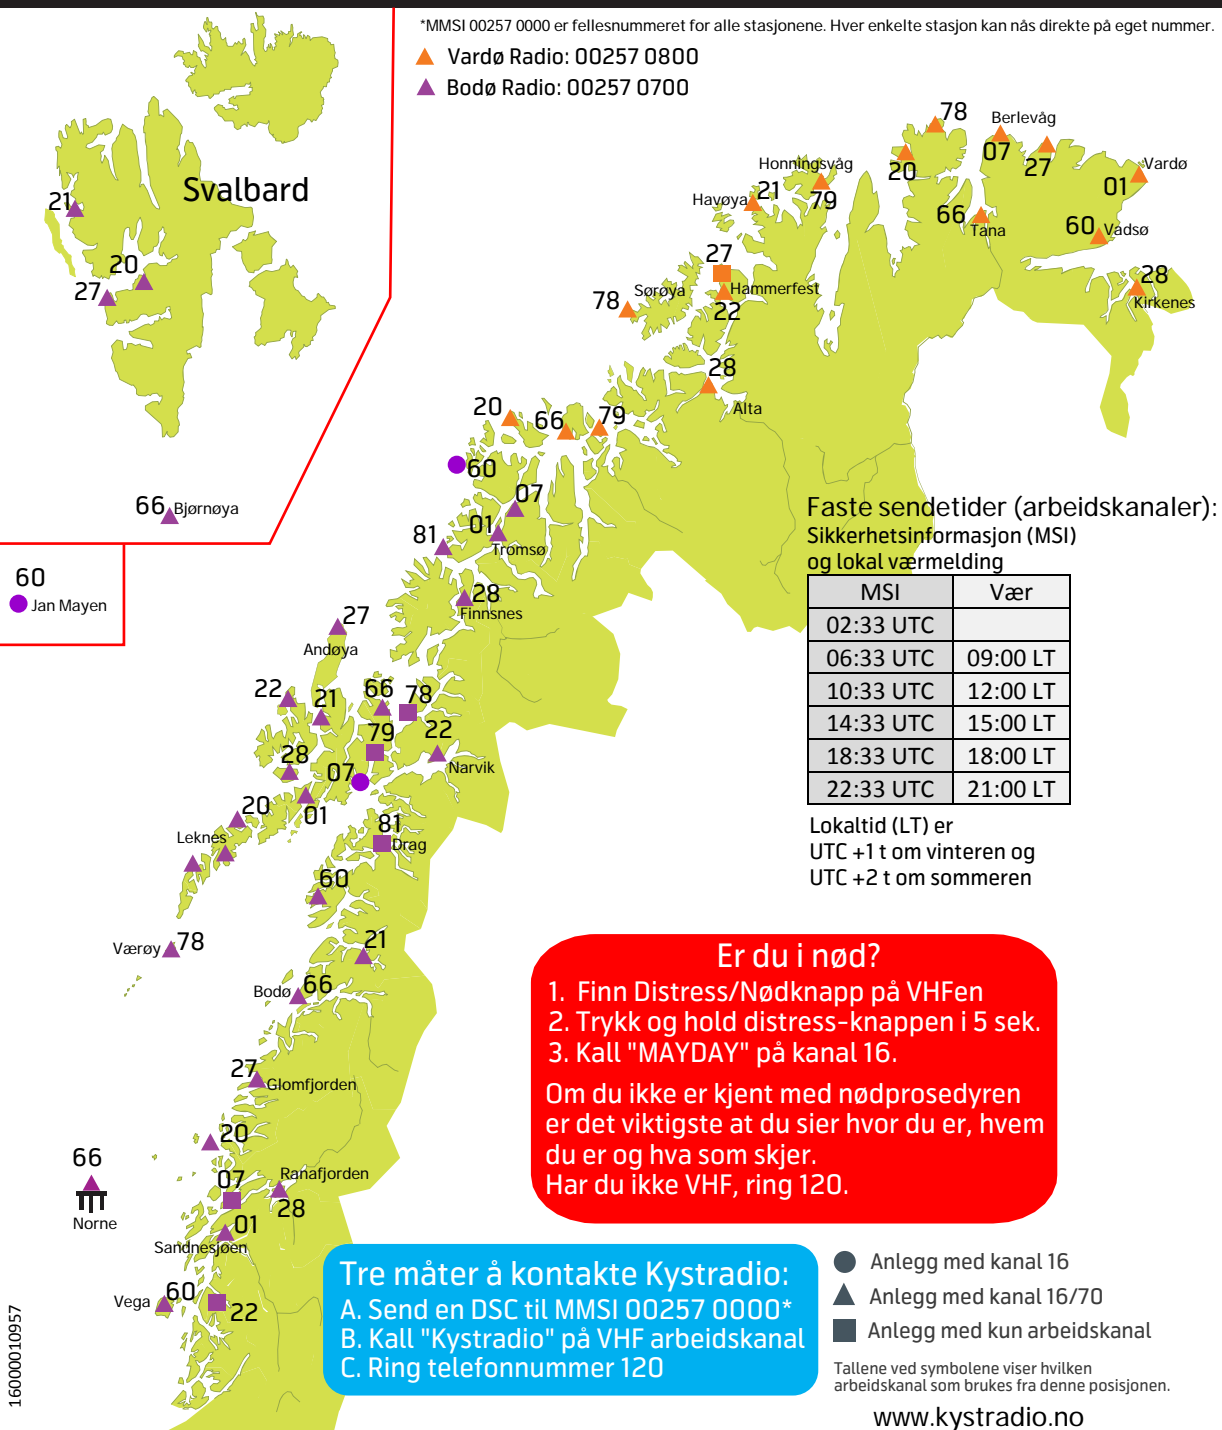 *MMSI 00257 0000 er fellesnummeret for alle stasjonene. Hver enkelte stasjon kan nås direkte på eget nummer.
Vardø Radio: 00257 0800
Bodø Radio: 00257 0700
78
Berlevåg
07
27
20
Honningsvåg
Vardø
01
Svalbard
21
Havøya
21
79
66
Tana
60
Vadsø
20
27
27
Hammerfest
22
28
Kirkenes
78
Sørøya
28
Alta
20
66
79
60
07
66
Bjørnøya
01
Tromsø
81
60
Jan Mayen
28
Finnsnes
27
Andøya
22
21
66
78
79
22
Narvik
28
07
01
20
Leknes
81
Drag
60
Værøy
78
21
Bodø
66
27
Glomfjorden
20
66
Norne
07
Ranafjorden
28
01
Sandnesjøen
Vega
60
22
Faste sendetider (arbeidskanaler):
Sikkerhetsinformasjon (MSI)
og lokal værmelding
MSI Vær
02:33 UTC
06:33 UTC 09:00 LT
10:33 UTC 12:00 LT
14:33 UTC 15:00 LT
18:33 UTC 18:00 LT
22:33 UTC 21:00 LT
Lokaltid (LT) er
UTC +1 t om vinteren og
UTC +2 t om sommeren
Er du i nød?
1. Finn Distress/Nødknapp på VHFen
2. Trykk og hold distress-knappen i 5 sek.
3. Kall "MAYDAY" på kanal 16.
Om du ikke er kjent med nødprosedyren
er det viktigste at du sier hvor du er, hvem
du er og hva som skjer.
Har du ikke VHF, ring 120.
Tre måter å kontakte Kystradio:
A. Send en DSC til MMSI 00257 0000*
B. Kall "Kystradio" på VHF arbeidskanal
C. Ring telefonnummer 120
Anlegg med kanal 16
Anlegg med kanal 16/70
Anlegg med kun arbeidskanal
Tallene ved symbolene viser hvilken
arbeidskanal som brukes fra denne posisjonen.
www.kystradio.no
16000010957